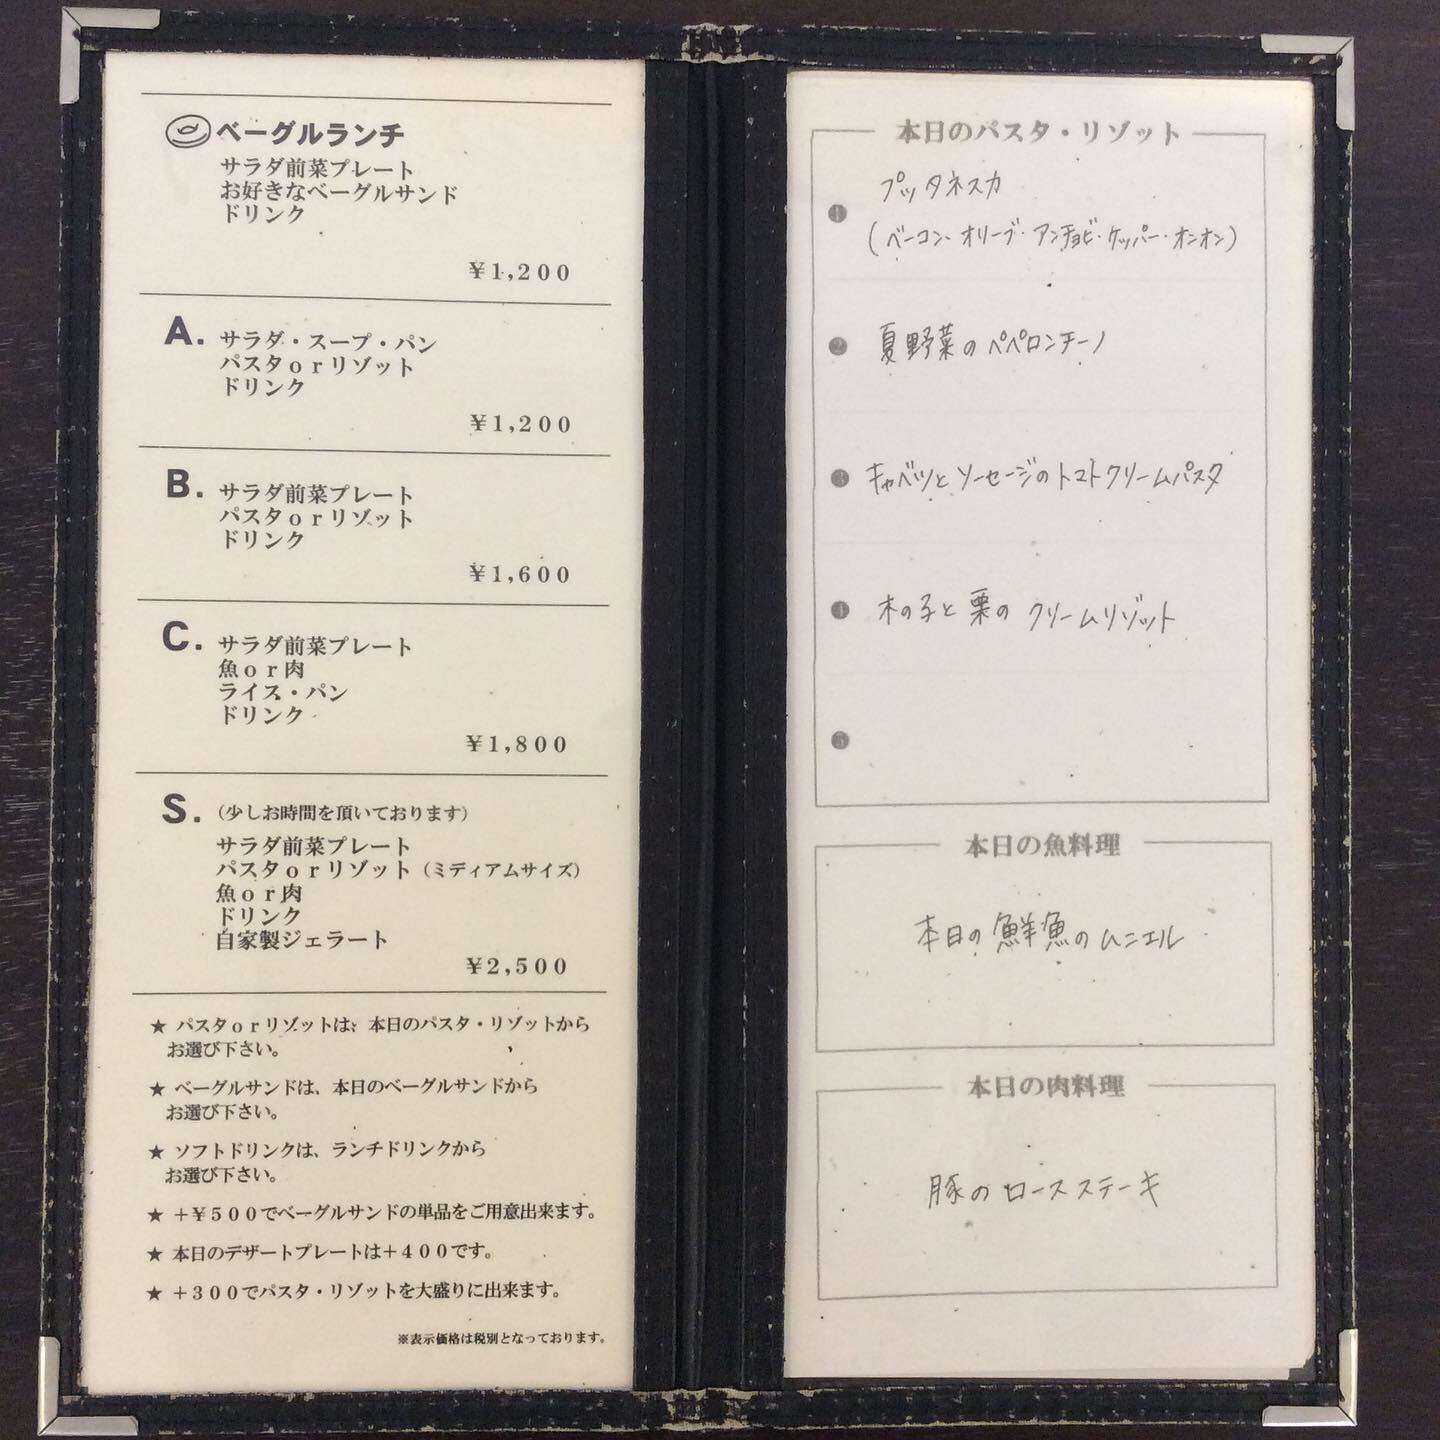 ベーグルランチ
サラダ前菜プレート
お好きなベーグルサンド
ドリンク
¥1,200
A. サラダ・スープ・パン
パスタorリゾット
ドリンク
¥1,200
B. サラダ前菜プレート
パスタorリゾット
ドリンク
¥1,600
C. サラダ前菜プレート
魚or肉
ライス・パン
ドリンク
¥1,800
S. (少しお時間を頂いております)
サラダ前菜プレート
パスタorリゾット(ミディアムサイズ)
魚or肉
ドリンク
自家製ジェラート
¥2,500
★ パスタorリゾットは、本日のパスタ・リゾットから
お選び下さい。
★ ベーグルサンドは、本日のベーグルサンドから
お選び下さい。
★ ソフトドリンクは、ランチドリンクから
お選び下さい。
★ +¥500でベーグルサンドの単品をご用意出来ます。
★ 本日のデザートプレートは+400です。
★ +300でパスタ・リゾットを大盛りに出来ます。
※表示価格は税別となっております。
本日のパスタ・リゾット
❶ プッタネスカ
(ベーコン・オリーブ・アンチョビ・ケッパー・オニオン)
❷ 夏野菜のペペロンチーノ
❸ キャベツとソーセージのトマトクリームパスタ
❹ 木の子と栗のクリームリゾット
❺
本日の魚料理
本日の鮮魚のムニエル
本日の肉料理
豚のロースステーキ